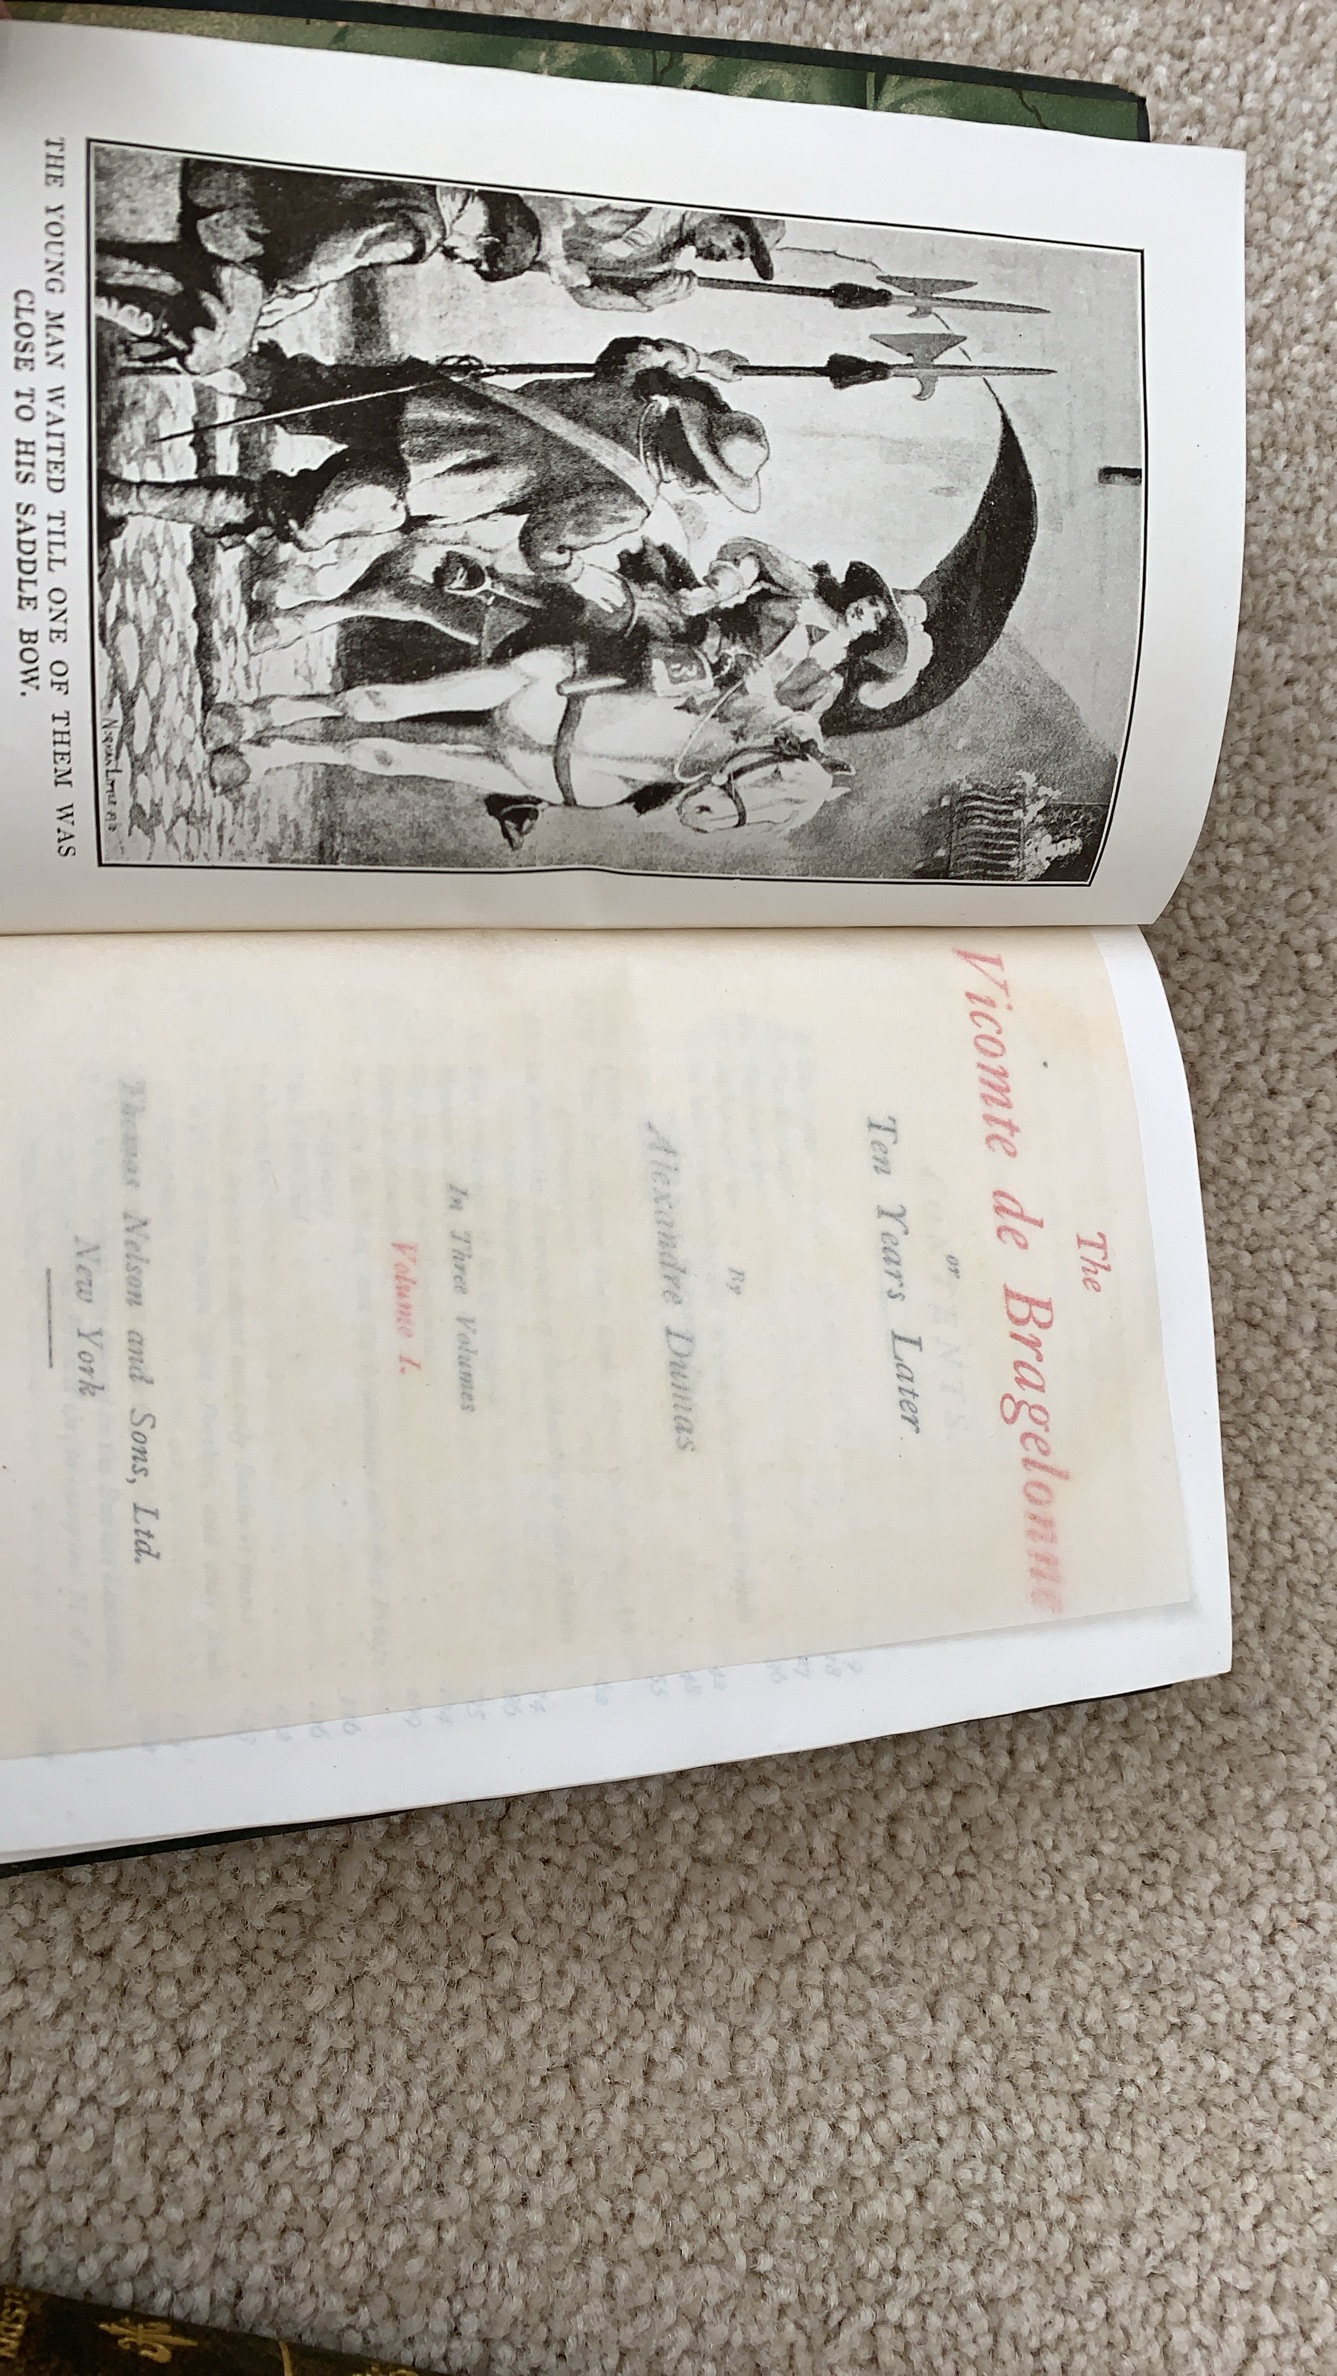 THE YOUNG MAN WAITED TILL ONE OF THEM WAS
CLOSE TO HIS SADDLE BOW.
The
Vicomte de Bragelonne
or
Ten Years Later
By
Alexandre Dumas
In Three Volumes
Volume I.
Thomas Nelson and Sons, Ltd.
New York